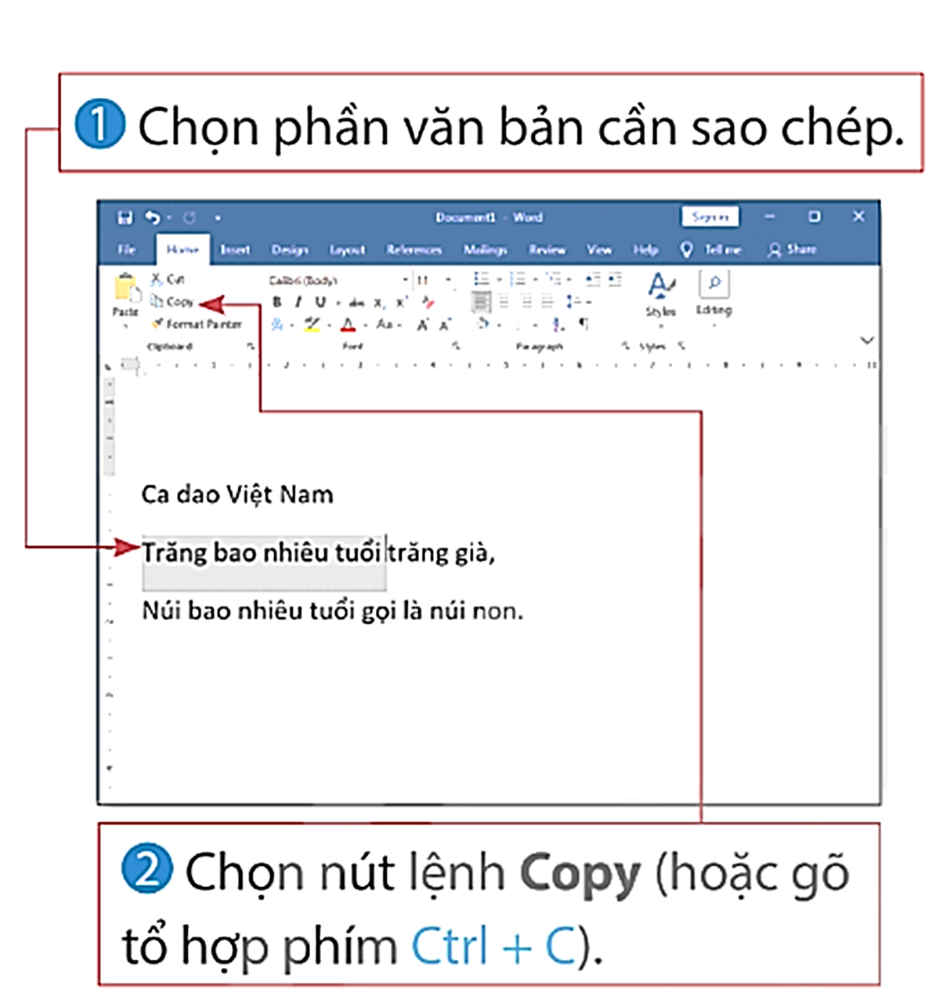 1 Chọn phần văn bản cần sao chép.
Document1 - Word Sign in
File Home Insert Design Layout References Mailings Review View Help Tell me Share
Cut
Calibri (Body) 11
Copy
Paste
Format Painter
Styles Editing
Clipboard Font Paragraph Styles
Ca dao Việt Nam
Trăng bao nhiêu tuổi trăng già,
Núi bao nhiêu tuổi gọi là núi non.
2 Chọn nút lệnh Copy (hoặc gõ
tổ hợp phím Ctrl + C).